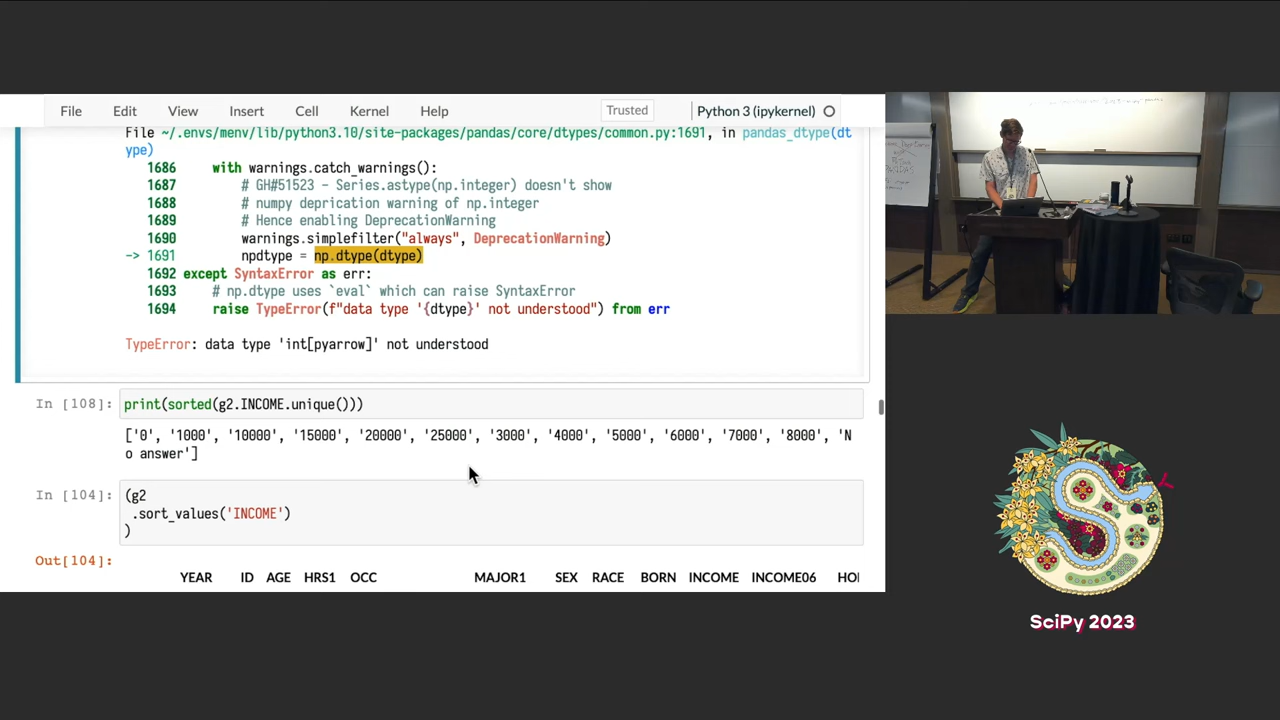 File Edit View Insert Cell Kernel Help Trusted Python 3 (ipykernel)
File ~/.envs/menv/lib/python3.10/site-packages/pandas/core/dtypes/common.py:1691, in pandas_dtype(dt
ype)
1686 with warnings.catch_warnings():
1687 # GH#51523 - Series.astype(np.integer) doesn't show
1688 # numpy deprication warning of np.integer
1689 # Hence enabling DeprecationWarning
1690 warnings.simplefilter("always", DeprecationWarning)
-> 1691 npdtype = np.dtype(dtype)
1692 except SyntaxError as err:
1693 # np.dtype uses `eval` which can raise SyntaxError
1694 raise TypeError(f"data type '{dtype}' not understood") from err
TypeError: data type 'int[pyarrow]' not understood
In [108]: print(sorted(g2.INCOME.unique()))
['0', '1000', '10000', '15000', '20000', '25000', '3000', '4000', '5000', '6000', '7000', '8000', 'N
o answer']
In [104]: (g2
.sort_values('INCOME')
)
Out[104]:
YEAR ID AGE HRS1 OCC MAJOR1 SEX RACE BORN INCOME INCOME06
SciPy 2023